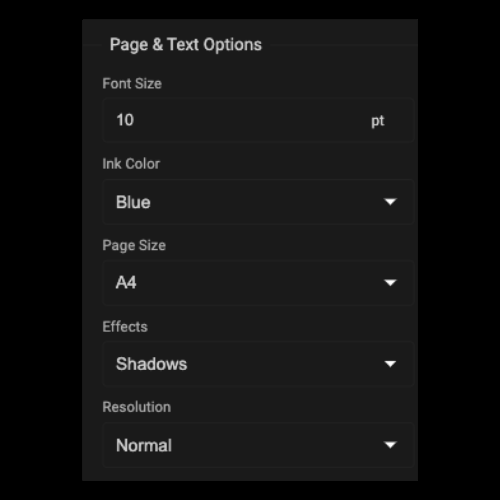 Page & Text Options
Font Size
10 pt
Ink Color
Blue
Page Size
A4
Effects
Shadows
Resolution
Normal